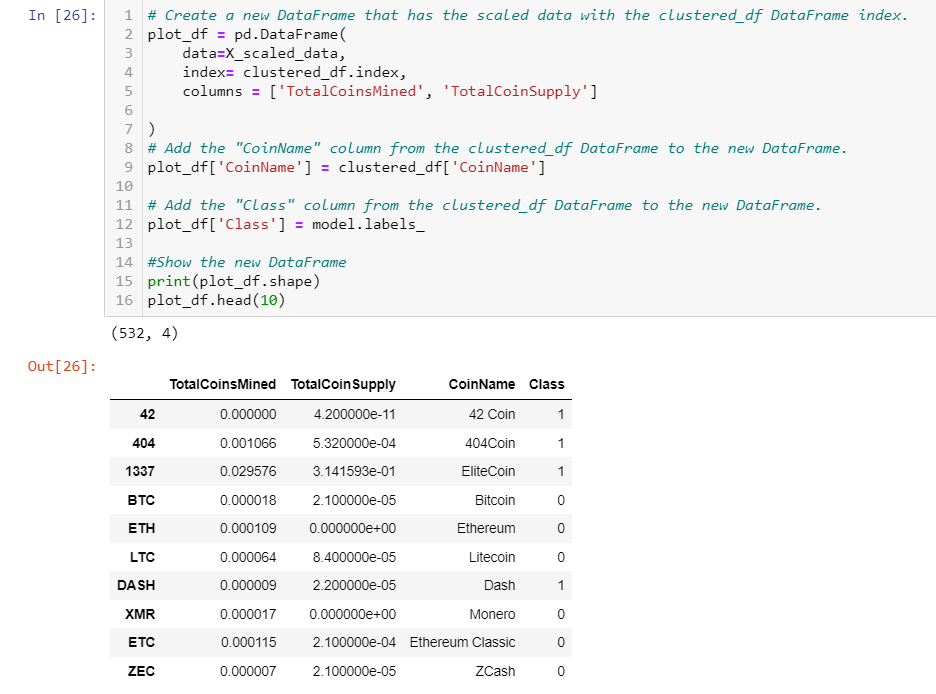 In [26]:
1 # Create a new DataFrame that has the scaled data with the clustered_df DataFrame index.
2 plot_df = pd.DataFrame(
3     data=X_scaled_data,
4     index= clustered_df.index,
5     columns = ['TotalCoinsMined', 'TotalCoinSupply']
6
7 )
8 # Add the "CoinName" column from the clustered_df DataFrame to the new DataFrame.
9 plot_df['CoinName'] = clustered_df['CoinName']
10
11 # Add the "Class" column from the clustered_df DataFrame to the new DataFrame.
12 plot_df['Class'] = model.labels_
13
14 #Show the new DataFrame
15 print(plot_df.shape)
16 plot_df.head(10)
(532, 4)
Out[26]:
TotalCoinsMined TotalCoinSupply CoinName Class
42 0.000000 4.200000e-11 42 Coin 1
404 0.001066 5.320000e-04 404Coin 1
1337 0.029576 3.141593e-01 EliteCoin 1
BTC 0.000018 2.100000e-05 Bitcoin 0
ETH 0.000109 0.000000e+00 Ethereum 0
LTC 0.000064 8.400000e-05 Litecoin 0
DASH 0.000009 2.200000e-05 Dash 1
XMR 0.000017 0.000000e+00 Monero 0
ETC 0.000115 2.100000e-04 Ethereum Classic 0
ZEC 0.000007 2.100000e-05 ZCash 0